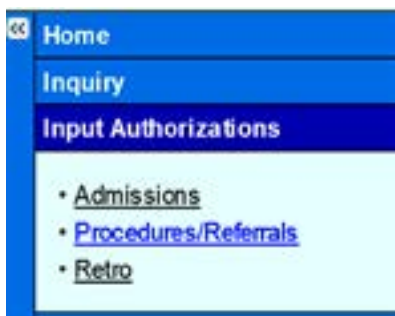 << Home
Inquiry
Input Authorizations
• Admissions
• Procedures/Referrals
• Retro